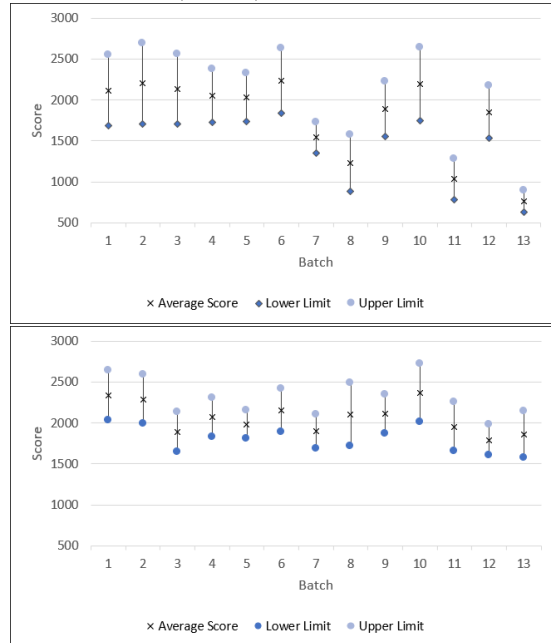 3000
2500
2000
1500
1000
500
Score
1 2 3 4 5 6 7 8 9 10 11 12 13
Batch
× Average Score ◆ Lower Limit ● Upper Limit
3000
2500
2000
1500
1000
500
Score
1 2 3 4 5 6 7 8 9 10 11 12 13
Batch
× Average Score ● Lower Limit ● Upper Limit